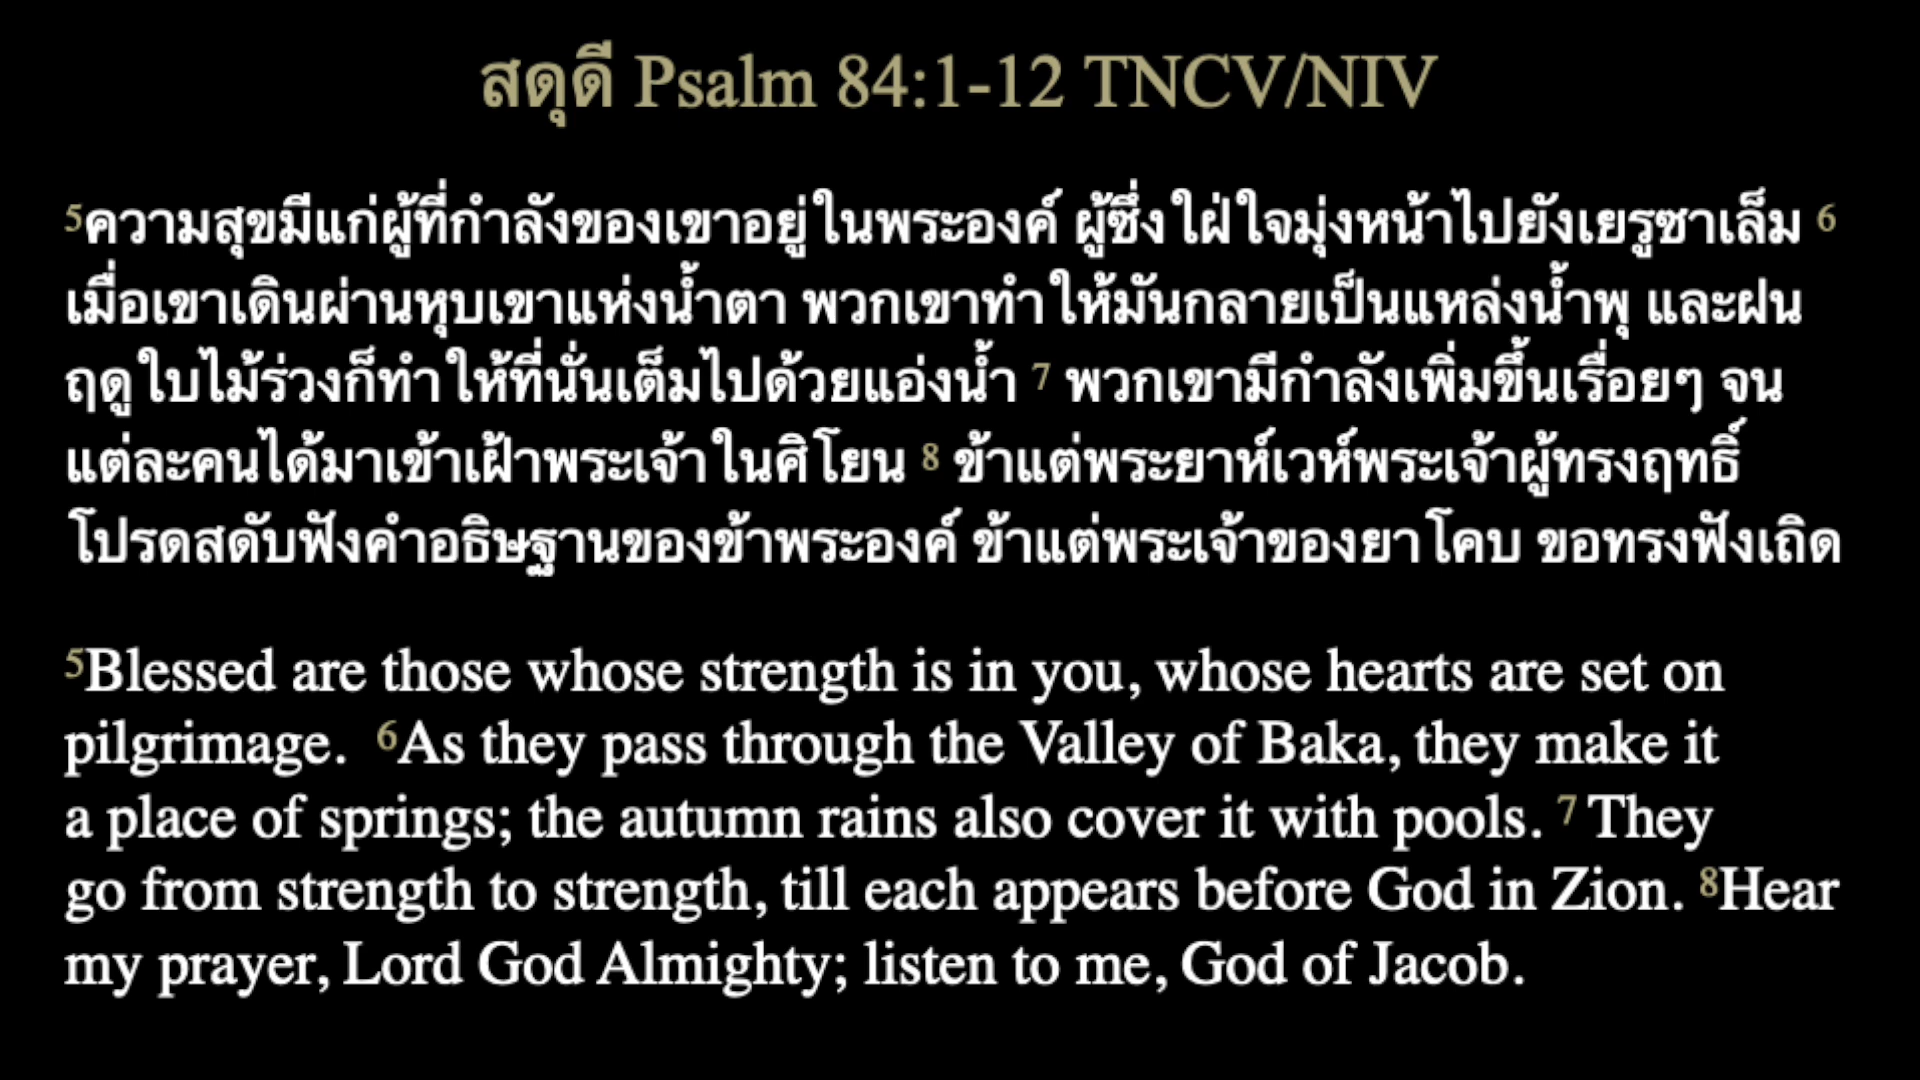 สดุดี Psalm 84:1-12 TNCV/NIV
5ความสุขมีแก่ผู้ที่กำลังของเขาอยู่ในพระองค์ ผู้ซึ่งใฝ่ใจมุ่งหน้าไปยังเยรูซาเล็ม 6
เมื่อเขาเดินผ่านหุบเขาแห่งน้ำตา พวกเขาทำให้มันกลายเป็นแหล่งน้ำพุ และฝน
ฤดูใบไม้ร่วงก็ทำให้ที่นั่นเต็มไปด้วยแอ่งน้ำ 7 พวกเขามีกำลังเพิ่มขึ้นเรื่อยๆ จน
แต่ละคนได้มาเข้าเฝ้าพระเจ้าในศิโยน 8 ข้าแต่พระยาห์เวห์พระเจ้าผู้ทรงฤทธิ์
โปรดสดับฟังคำอธิษฐานของข้าพระองค์ ข้าแต่พระเจ้าของยาโคบ ขอทรงฟังเถิด
5Blessed are those whose strength is in you, whose hearts are set on
pilgrimage. 6As they pass through the Valley of Baka, they make it
a place of springs; the autumn rains also cover it with pools. 7 They
go from strength to strength, till each appears before God in Zion. 8Hear
my prayer, Lord God Almighty; listen to me, God of Jacob.